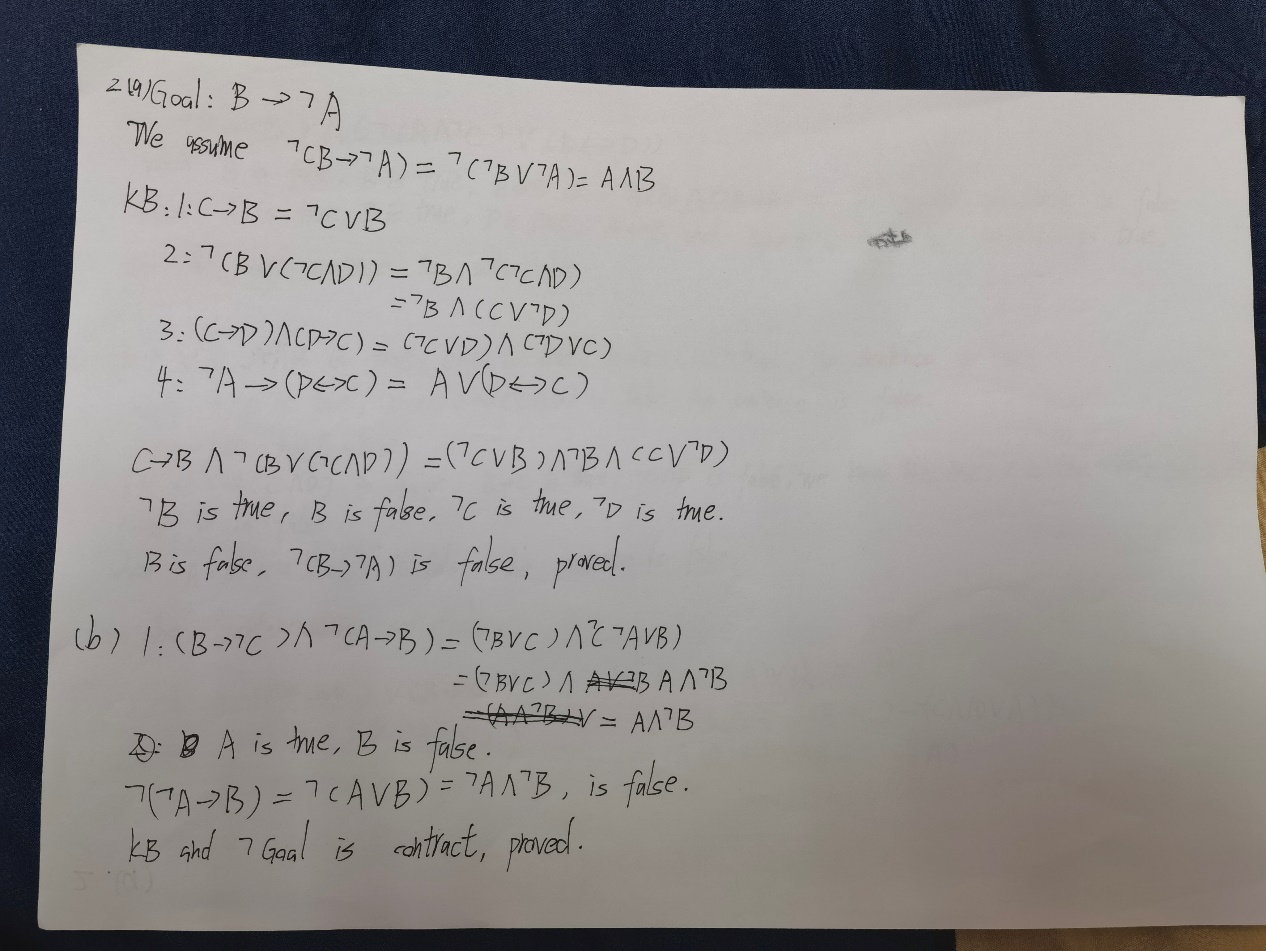 2(a) Goal: B → ¬A
We assume ¬(B→¬A) = ¬(¬B∨¬A) = A∧B
KB: 1: C→B = ¬C∨B
2: ¬(B∨(¬C∧D)) = ¬B∧¬(¬C∧D)
=¬B∧(C∨¬D)
3: (C→D)∧(D→C) = (¬C∨D)∧(¬D∨C)
4: ¬A→(D↔C) = A∨(D↔C)
C→B ∧ ¬(B∨(¬C∧D)) = (¬C∨B)∧¬B∧(C∨¬D)
¬B is true, B is false, ¬C is true, ¬D is true.
B is false, ¬(B→¬A) is false, proved.
(b) 1: (B→¬C)∧¬(A→B) = (¬B∨C)∧¬(¬A∨B)
=(¬B∨C)∧ A∧¬B
= A∧¬B
A is true, B is false.
¬(¬A→B) = ¬(A∨B) = ¬A∧¬B, is false.
KB and ¬Goal is contract, proved.